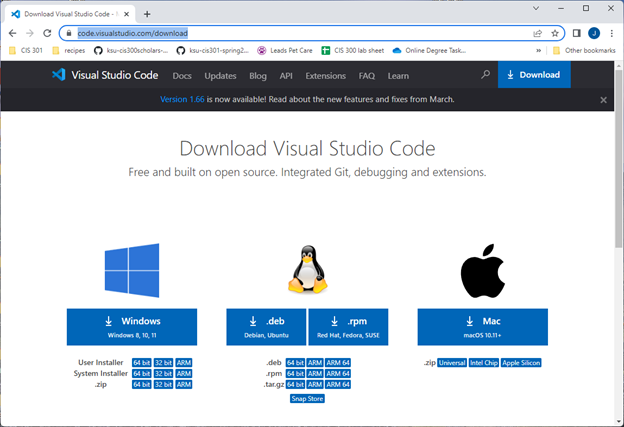 Download Visual Studio Code -
code.visualstudio.com/download
J
CIS 301 recipes ksu-cis300scholars-... ksu-cis301-spring2... Leads Pet Care CIS 300 lab sheet Online Degree Task... » Other bookmarks
Visual Studio Code Docs Updates Blog API Extensions FAQ Learn Download
Version 1.66 is now available! Read about the new features and fixes from March.
Download Visual Studio Code
Free and built on open source. Integrated Git, debugging and extensions.
Windows
Windows 8, 10, 11
User Installer 64 bit 32 bit ARM
System Installer 64 bit 32 bit ARM
.zip 64 bit 32 bit ARM
.deb
Debian, Ubuntu
.rpm
Red Hat, Fedora, SUSE
.deb 64 bit ARM ARM 64
.rpm 64 bit ARM ARM 64
.tar.gz 64 bit ARM ARM 64
Snap Store
Mac
macOS 10.11+
.zip Universal Intel Chip Apple Silicon